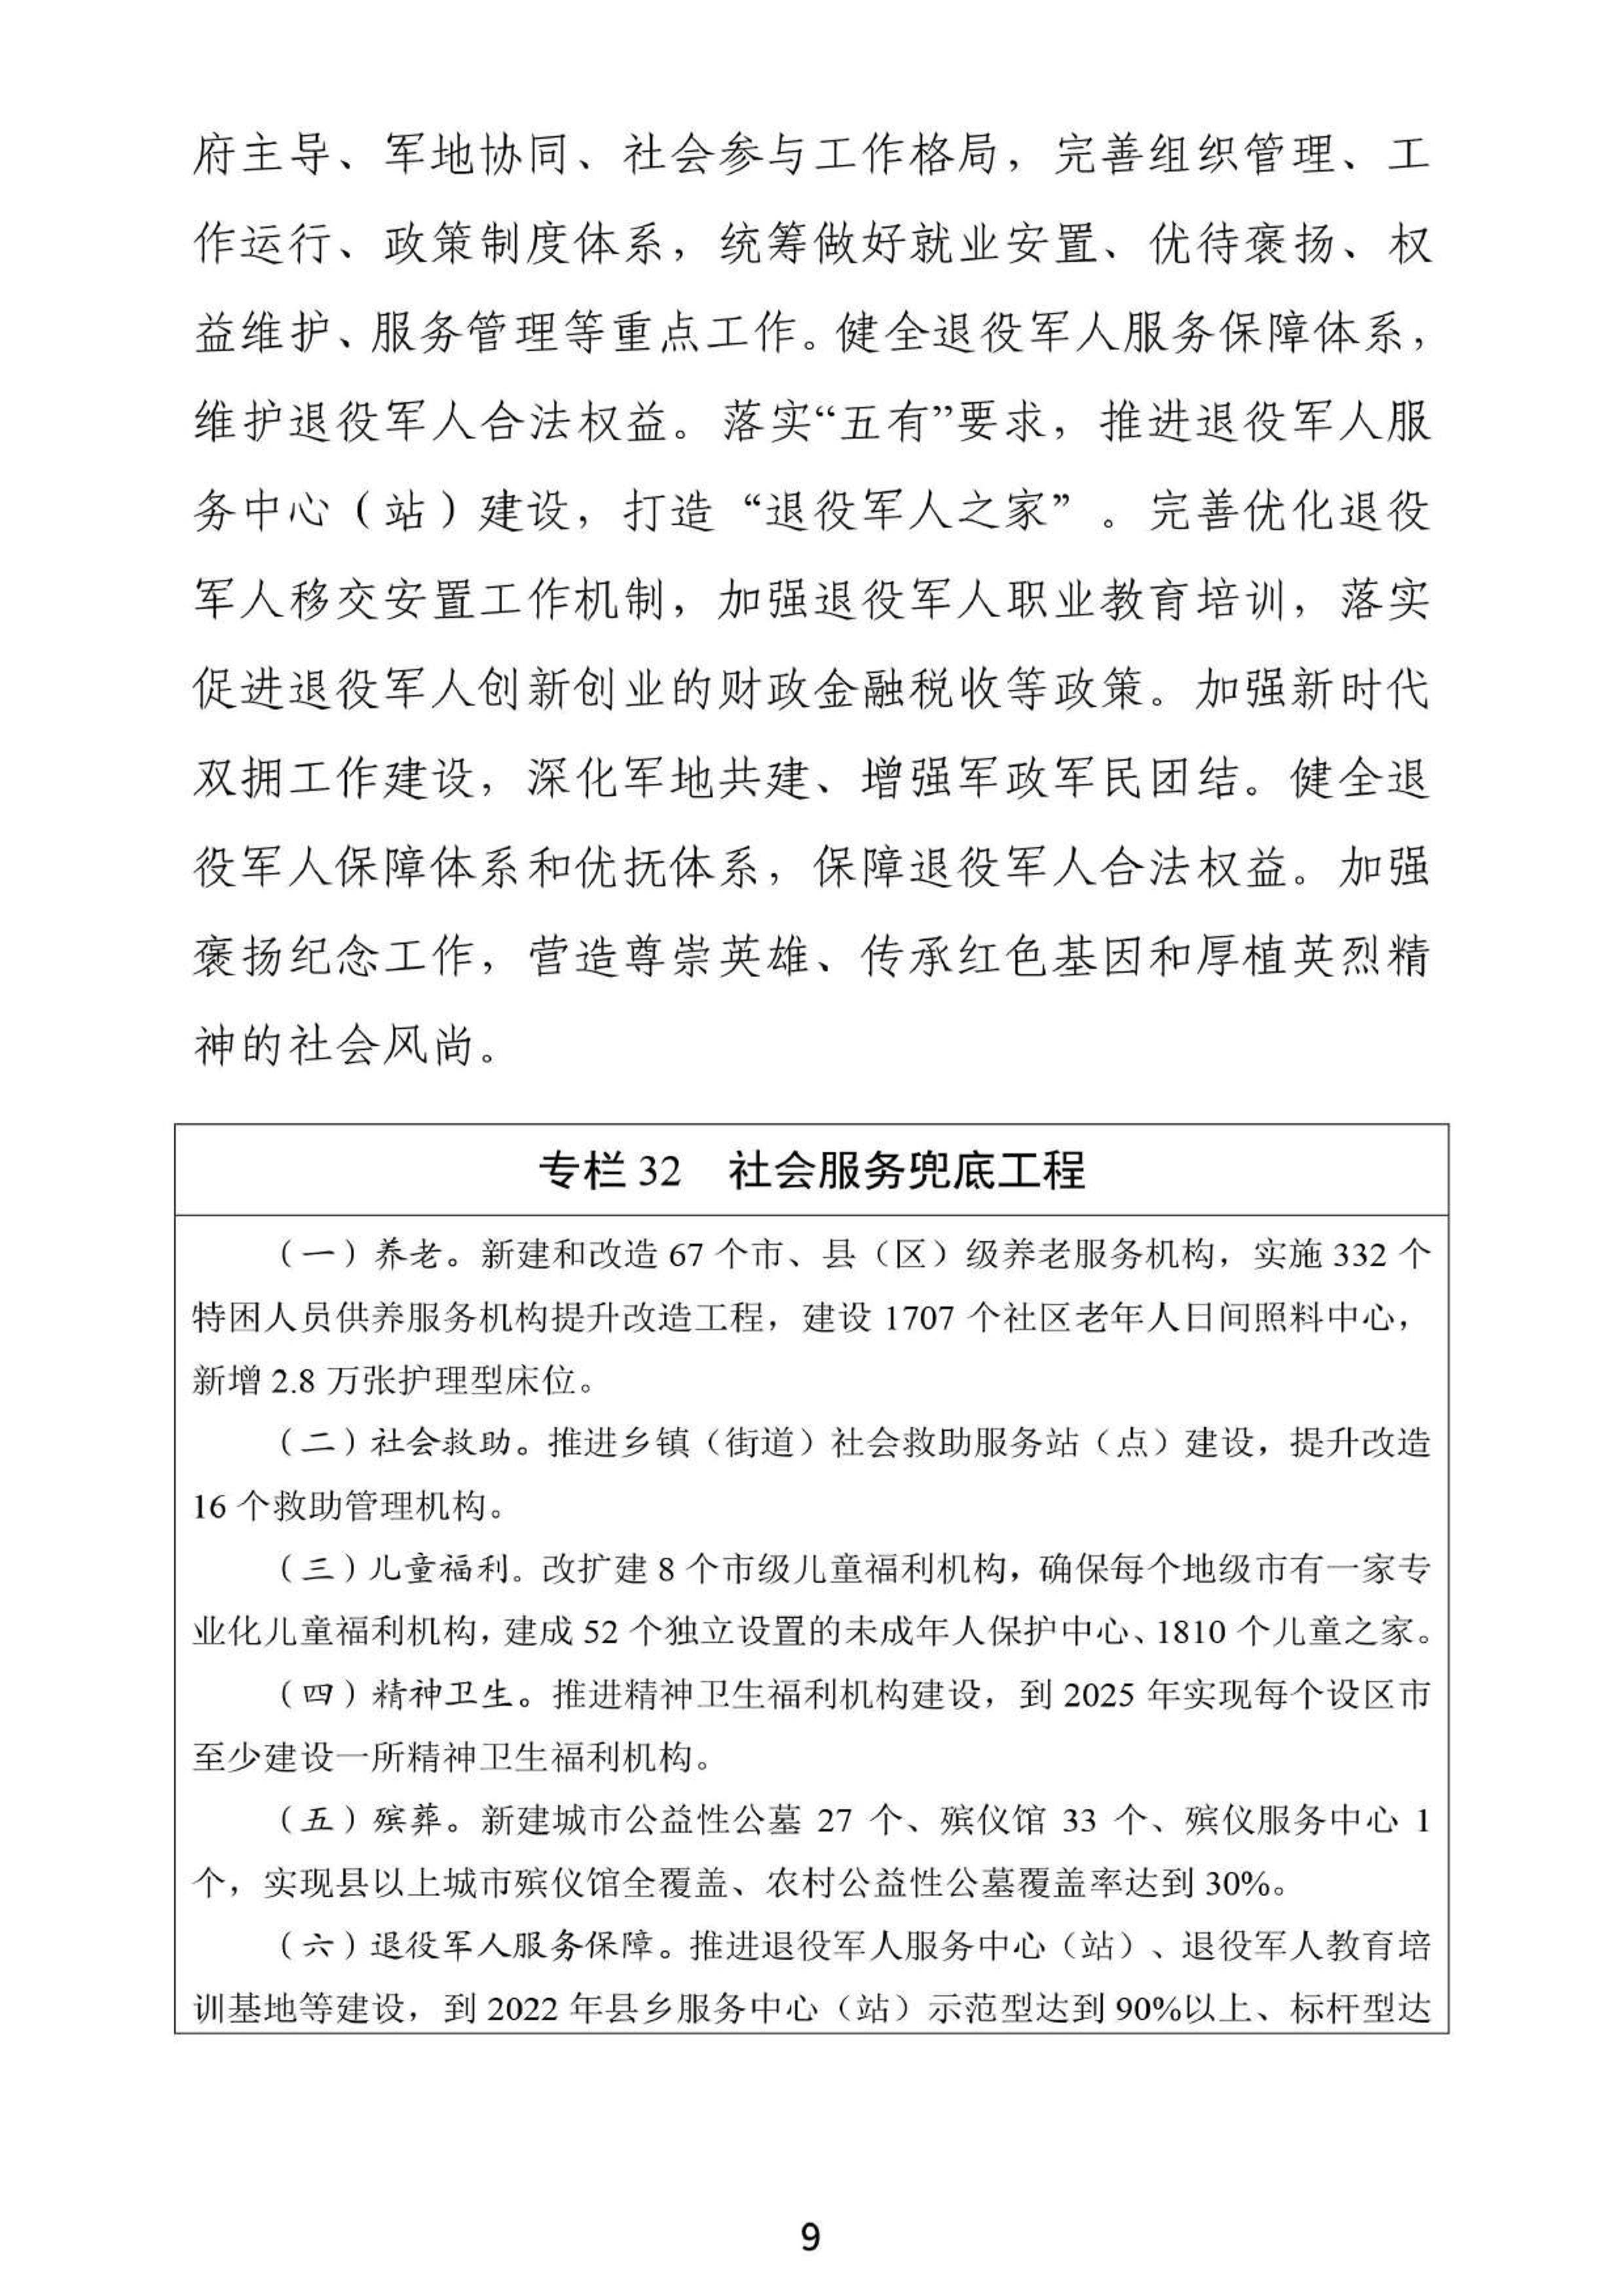 府主导、军地协同、社会参与工作格局，完善组织管理、工
作运行、政策制度体系，统筹做好就业安置、优待褒扬、权
益维护、服务管理等重点工作。健全退役军人服务保障体系，
维护退役军人合法权益。落实“五有”要求，推进退役军人服
务中心（站）建设，打造“退役军人之家”。完善优化退役
军人移交安置工作机制，加强退役军人职业教育培训，落实
促进退役军人创新创业的财政金融税收等政策。加强新时代
双拥工作建设，深化军地共建、增强军政军民团结。健全退
役军人保障体系和优抚体系，保障退役军人合法权益。加强
褒扬纪念工作，营造尊崇英雄、传承红色基因和厚植英烈精
神的社会风尚。
专栏 32　社会服务兜底工程
（一）养老。新建和改造 67 个市、县（区）级养老服务机构，实施 332 个
特困人员供养服务机构提升改造工程，建设 1707 个社区老年人日间照料中心，
新增 2.8 万张护理型床位。
（二）社会救助。推进乡镇（街道）社会救助服务站（点）建设，提升改造
16 个救助管理机构。
（三）儿童福利。改扩建 8 个市级儿童福利机构，确保每个地级市有一家专
业化儿童福利机构，建成 52 个独立设置的未成年人保护中心、1810 个儿童之家。
（四）精神卫生。推进精神卫生福利机构建设，到 2025 年实现每个设区市
至少建设一所精神卫生福利机构。
（五）殡葬。新建城市公益性公墓 27 个、殡仪馆 33 个、殡仪服务中心 1
个，实现县以上城市殡仪馆全覆盖、农村公益性公墓覆盖率达到 30%。
（六）退役军人服务保障。推进退役军人服务中心（站）、退役军人教育培
训基地等建设，到 2022 年县乡服务中心（站）示范型达到 90%以上、标杆型达
9